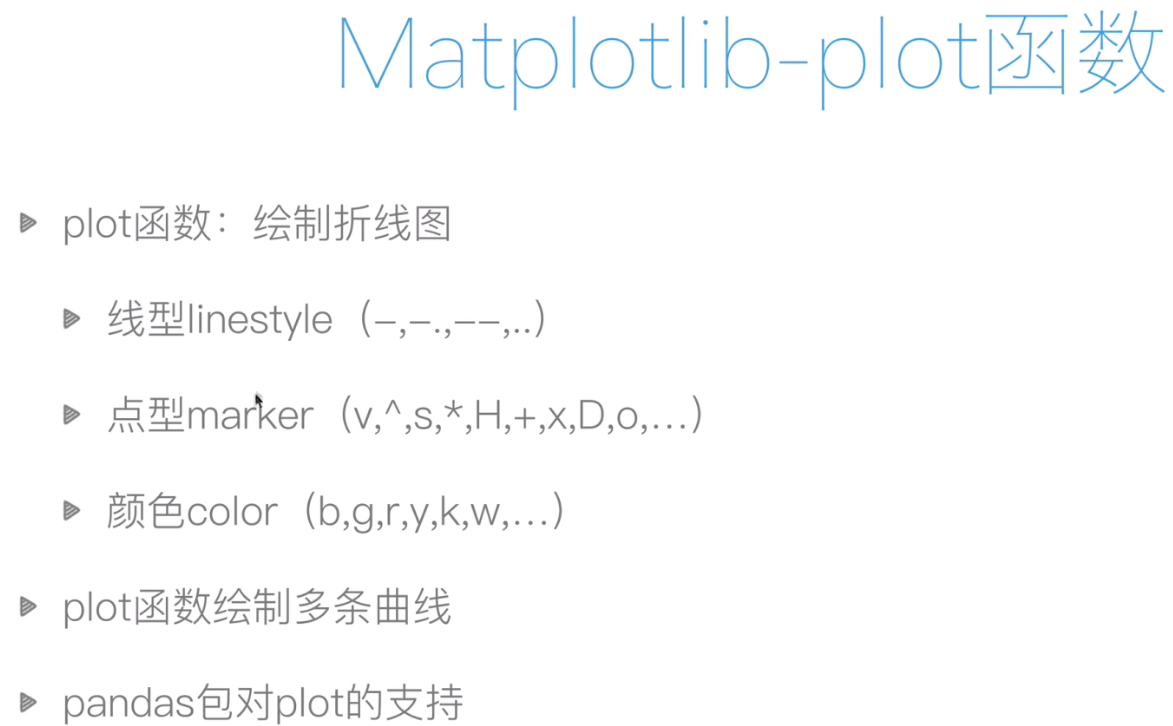 Matplotlib-plot函数
plot函数：绘制折线图
线型linestyle（-,-.,--,..）
点型marker（v,^,s,*,H,+,x,D,o,…）
颜色color（b,g,r,y,k,w,…）
plot函数绘制多条曲线
pandas包对plot的支持